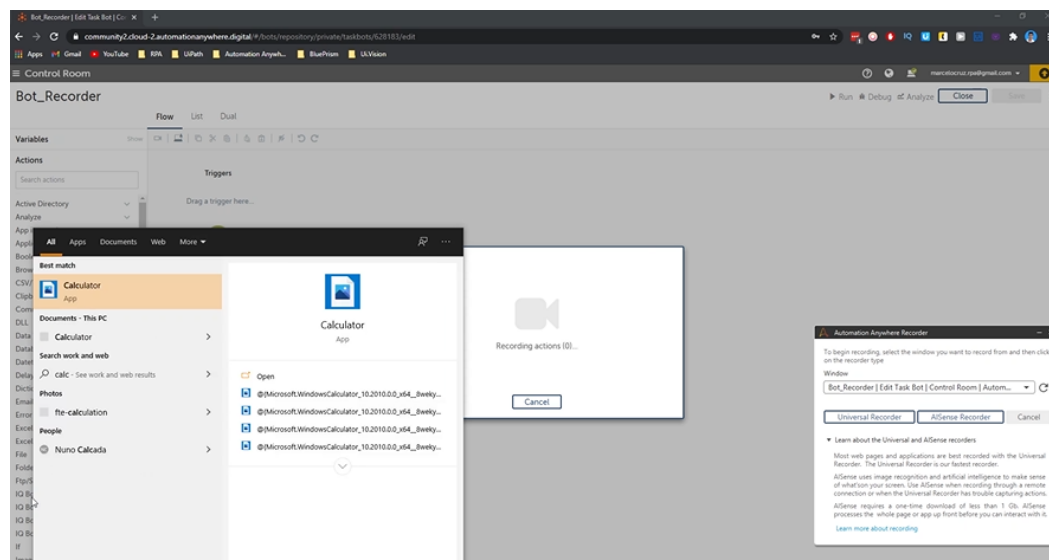 Bot_Recorder | Edit Task Bot | Co
community2.cloud-2.automationanywhere.digital/#/bots/repository/private/taskbots/628183/edit
Apps Gmail YouTube RPA UiPath Automation Anywh... BluePrism Ui.Vision
Control Room
marcelocruz.rpa@gmail.com
Bot_Recorder
Run Debug Analyze Close Save
Flow List Dual
Variables Show
Actions
Search actions
Triggers
Drag a trigger here...
Active Directory
Analyze
All Apps Documents Web More
Best match
Calculator
App
Documents - This PC
Calculator
Search work and web
calc - See work and web results
Photos
fte-calculation
People
Nuno Calcada
Calculator
App
Open
@{Microsoft.WindowsCalculator_10.2010.0.0_x64__8weky...
@{Microsoft.WindowsCalculator_10.2010.0.0_x64__8weky...
@{Microsoft.WindowsCalculator_10.2010.0.0_x64__8weky...
@{Microsoft.WindowsCalculator_10.2010.0.0_x64__8weky...
CSV/
DLL
Data
File
IQ B
IQ B
If
Recording actions (0)...
Cancel
Automation Anywhere Recorder
To begin recording, select the window you want to record from and then click
on the recorder type
Window
Bot_Recorder | Edit Task Bot | Control Room | Autom...
Universal Recorder AISense Recorder Cancel
Learn about the Universal and AISense recorders
Most web pages and applications are best recorded with the Universal
Recorder. The Universal Recorder is our fastest recorder.
AISense uses image recognition and artificial intelligence to make sense
of what'son your screen. Use AISense when recording through a remote
connection or when the Universal Recorder has trouble capturing actions.
AISense requires a one-time download of less than 1 Gb. AISense
processes the whole page or app up front before you can interact with it.
Learn more about recording